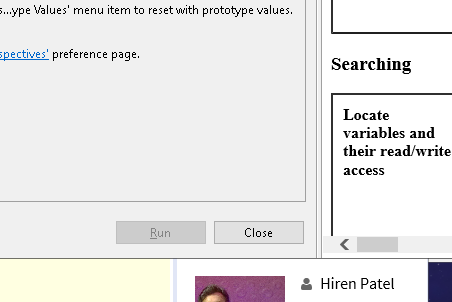 s...ype Values' menu item to reset with prototype values.
spectives' preference page.
Run
Close
Searching
Locate
variables and
their read/write
access
Hiren Patel